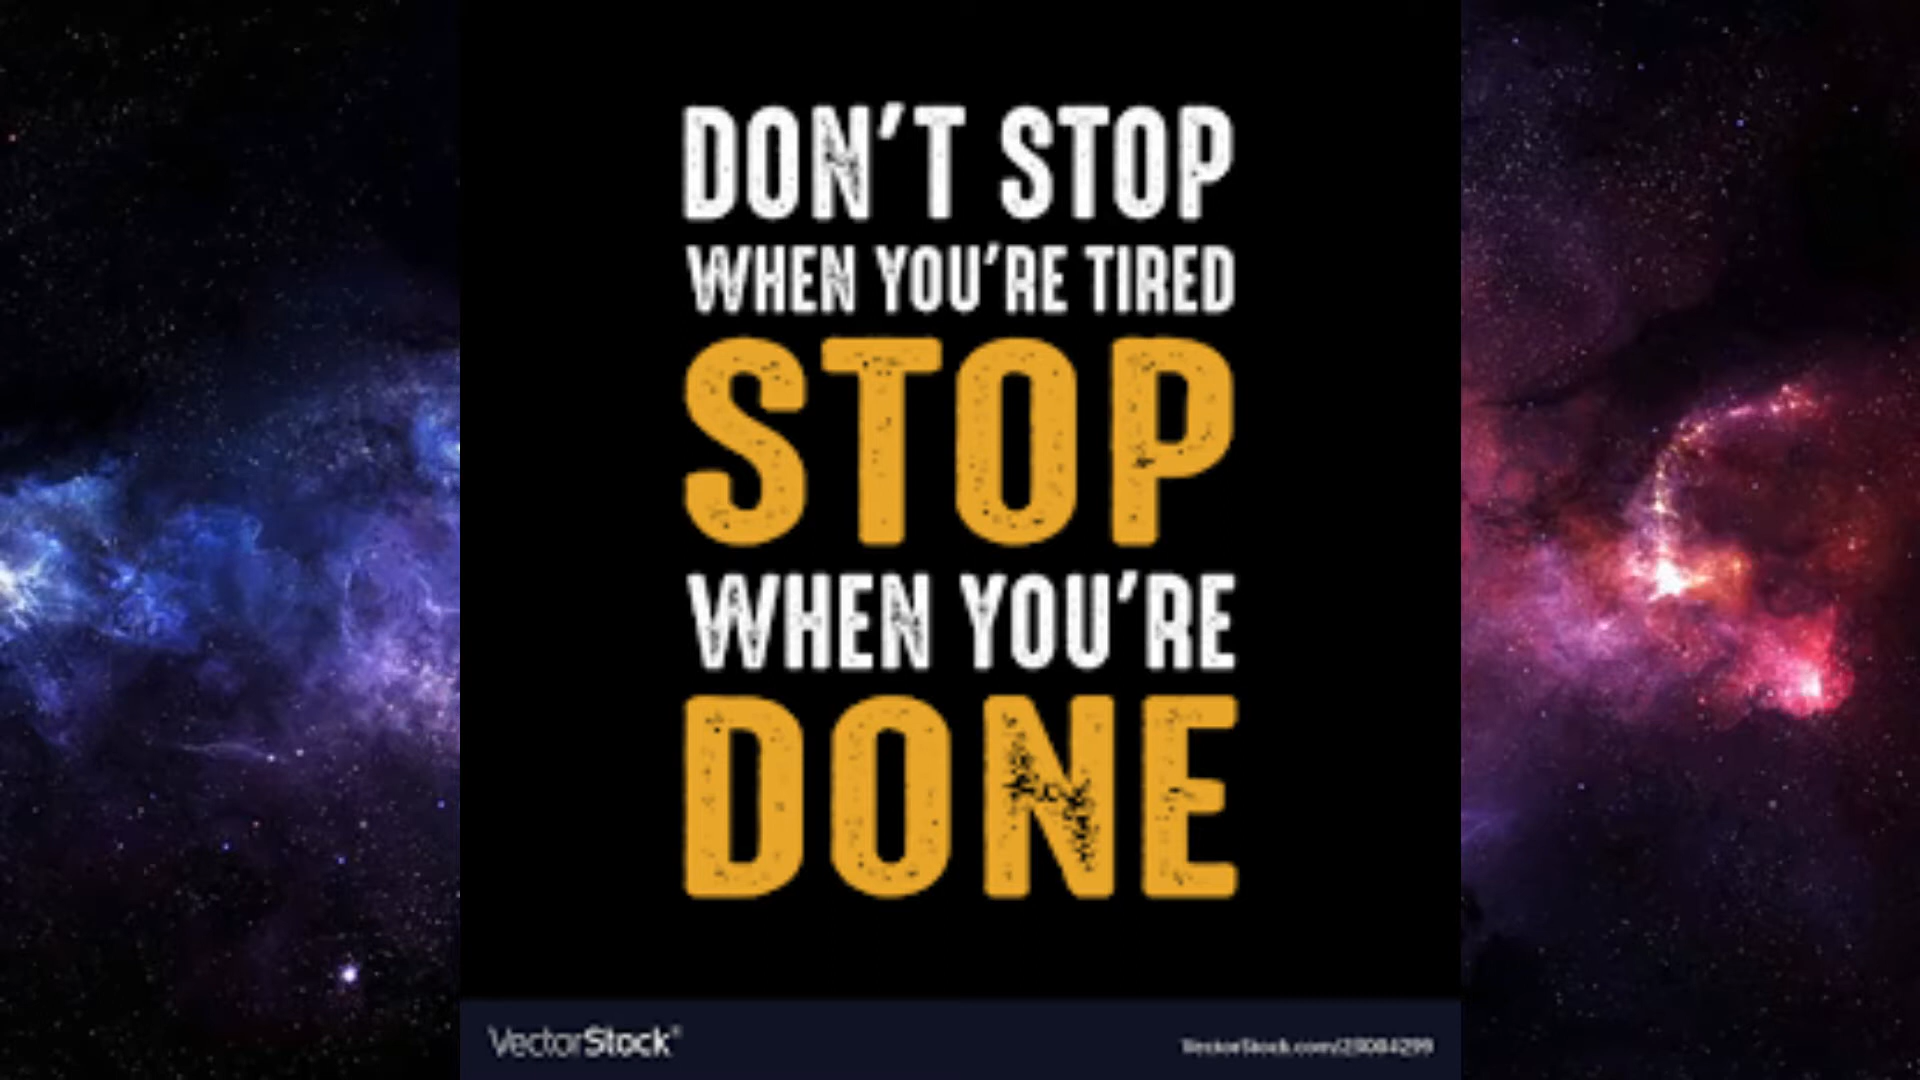 DON'T STOP
WHEN YOU'RE TIRED
STOP
WHEN YOU'RE
DONE
VectorStock®